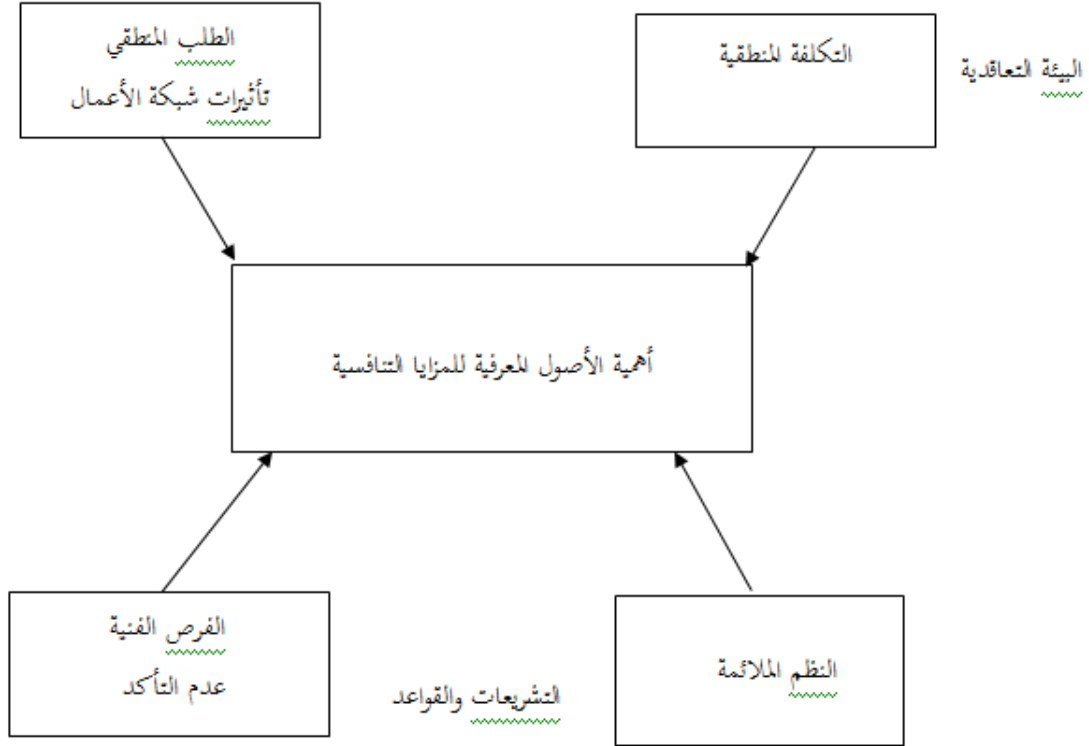 التكلفة المنطقية
البيئة التعاقدية
الطلب المنطقي
تأثيرات شبكة الأعمال
أهمية الأصول المعرفية للمزايا التنافسية
النظم الملائمة
التشريعات والقواعد
الفرص الفنية
عدم التأكد